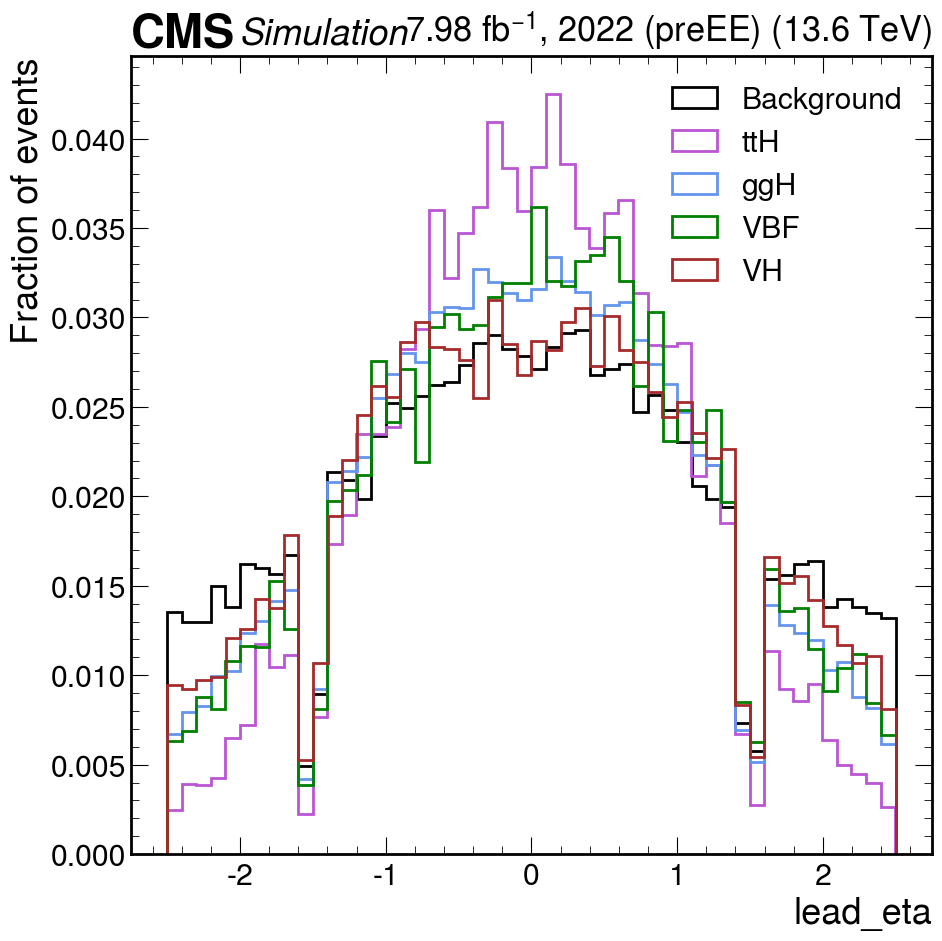 CMS Simulation 7.98 fb⁻¹, 2022 (preEE) (13.6 TeV)
Fraction of events
0.040
0.035
0.030
0.025
0.020
0.015
0.010
0.005
0.000
Background
ttH
ggH
VBF
VH
-2 -1 0 1 2
lead_eta